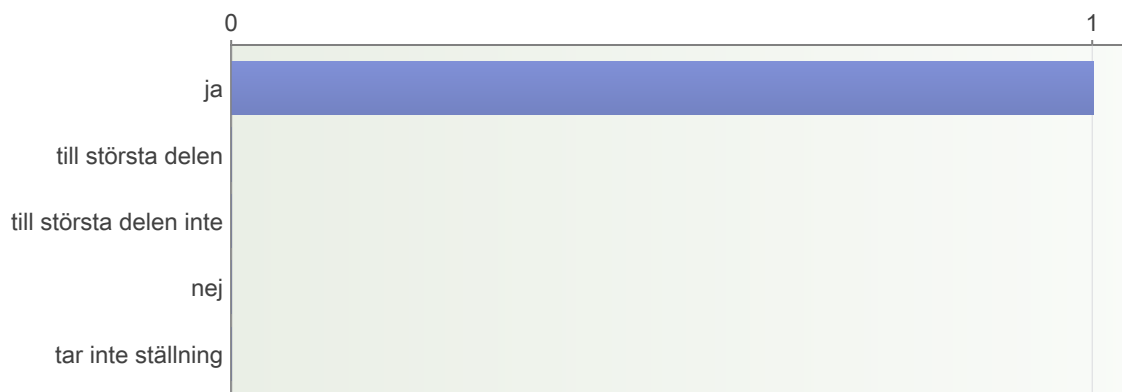 0 1
ja
till största delen
till största delen inte
nej
tar inte ställning